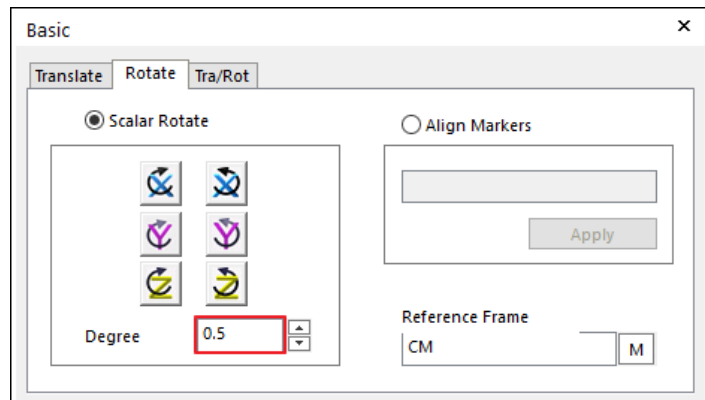 Basic
Translate Rotate Tra/Rot
Scalar Rotate
Align Markers
X X
Y Y
Apply
Z Z
Degree 0.5
Reference Frame
CM M